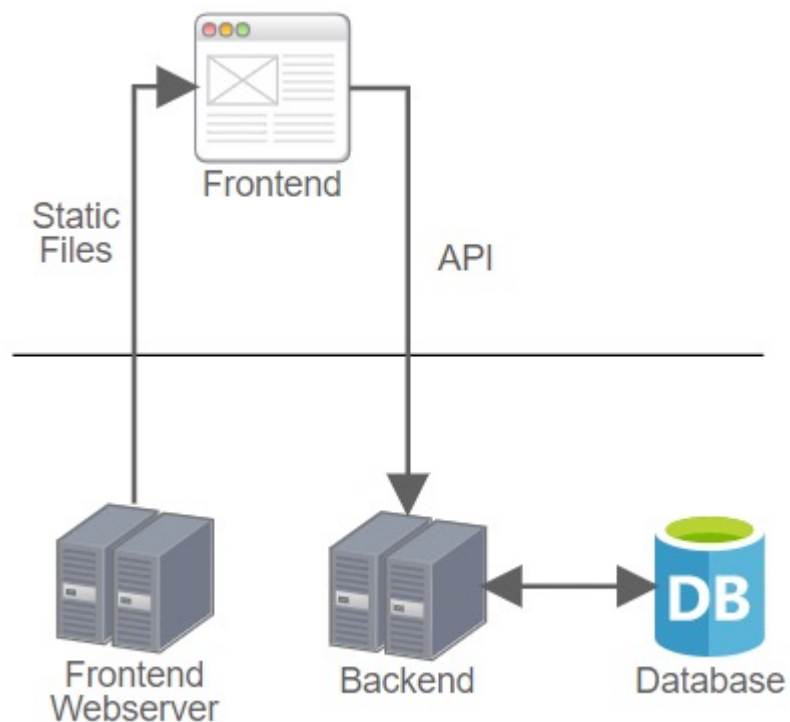 Frontend
Static
Files
API
DB
Frontend
Webserver
Backend
Database